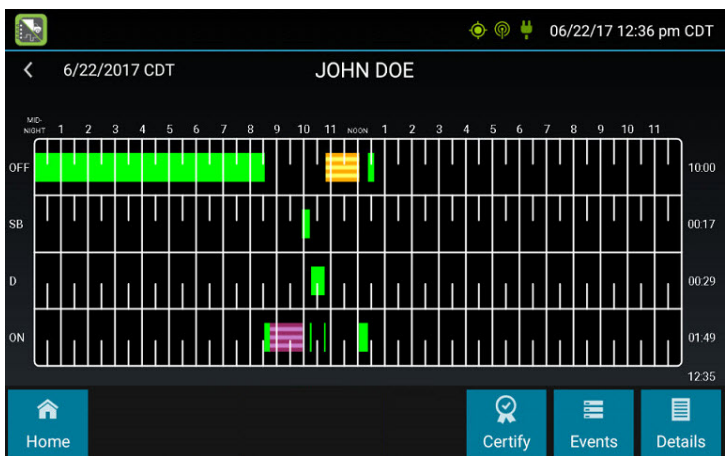 06/22/17 12:36 pm CDT
6/22/2017 CDT
JOHN DOE
MID-
NIGHT 1 2 3 4 5 6 7 8 9 10 11 NOON 1 2 3 4 5 6 7 8 9 10 11
OFF 10:00
SB 00:17
D 00:29
ON 01:49
12:35
Home Certify Events Details